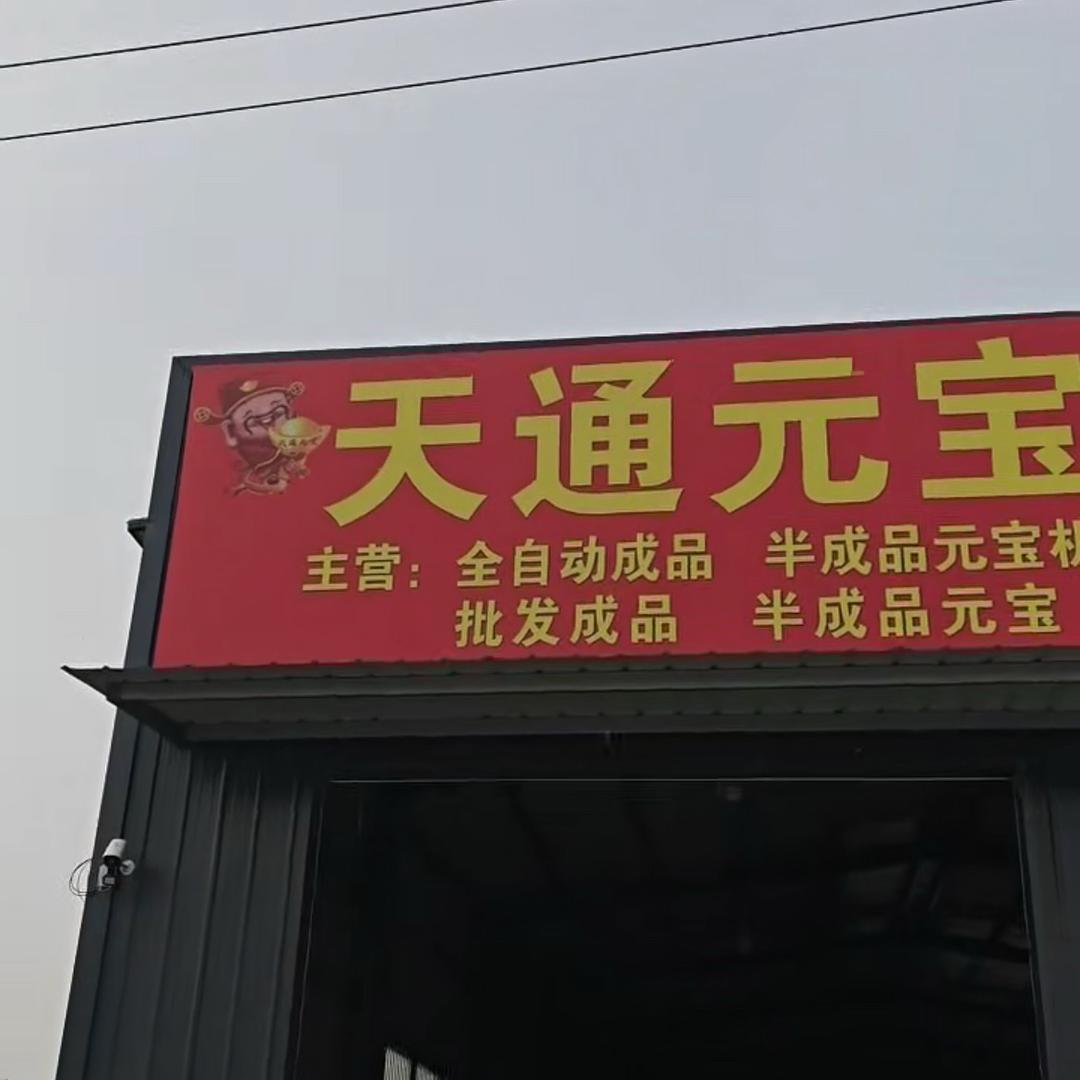 天通元宝
主营：全自动成品 半成品元宝机
批发成品 半成品元宝